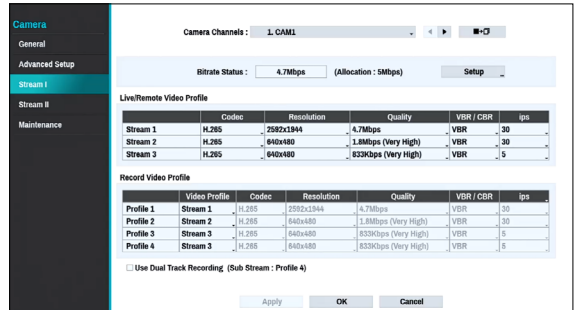 Camera
General
Advanced Setup
Stream I
Stream II
Maintenance
Camera Channels : 1. CAM1
Bitrate Status : 4.7Mbps (Allocation : 5Mbps) Setup
Live/Remote Video Profile
Codec Resolution Quality VBR / CBR ips
Stream 1 H.265 2592x1944 4.7Mbps VBR 30
Stream 2 H.265 640x480 1.8Mbps (Very High) VBR 30
Stream 3 H.265 640x480 833Kbps (Very High) VBR 5
Record Video Profile
Video Profile Codec Resolution Quality VBR / CBR ips
Profile 1 Stream 1 H.265 2592x1944 4.7Mbps VBR 30
Profile 2 Stream 2 H.265 640x480 1.8Mbps (Very High) VBR 30
Profile 3 Stream 3 H.265 640x480 833Kbps (Very High) VBR 5
Profile 4 Stream 3 H.265 640x480 833Kbps (Very High) VBR 5
Use Dual Track Recording (Sub Stream : Profile 4)
Apply OK Cancel